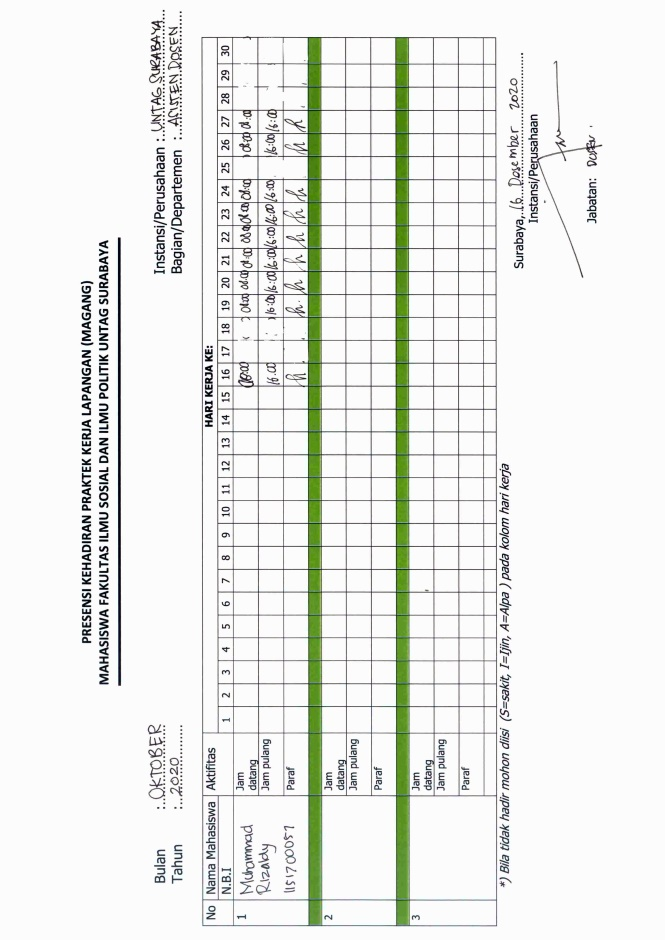 PRESENSI KEHADIRAN PRAKTEK KERJA LAPANGAN (MAGANG)
MAHASISWA FAKULTAS ILMU SOSIAL DAN ILMU POLITIK UNTAG SURABAYA
Bulan : OKTOBER
Tahun : 2020
Instansi/Perusahaan : UNTAG SURABAYA
Bagian/Departemen : ASISTEN DOSEN
No Nama Mahasiswa N.B.I Aktifitas HARI KERJA KE:
1 2 3 4 5 6 7 8 9 10 11 12 13 14 15 16 17 18 19 20 21 22 23 24 25 26 27 28 29 30
1 Muhammad Rizaldy 1151700057
Jam datang 08:00 08:00 08:00 08:00 08:00 08:00 08:00
Jam pulang 16.00 16:00 16:00 16:00 16:00 16:00 16:00 16:00 16:00
Paraf
2
Jam datang
Jam pulang
Paraf
3
Jam datang
Jam pulang
Paraf
*) Bila tidak hadir mohon diisi (S=sakit, I=Ijin, A=Alpa ) pada kolom hari kerja
Surabaya, 16 Desember 2020
Instansi/Perusahaan
Jabatan: Dosen